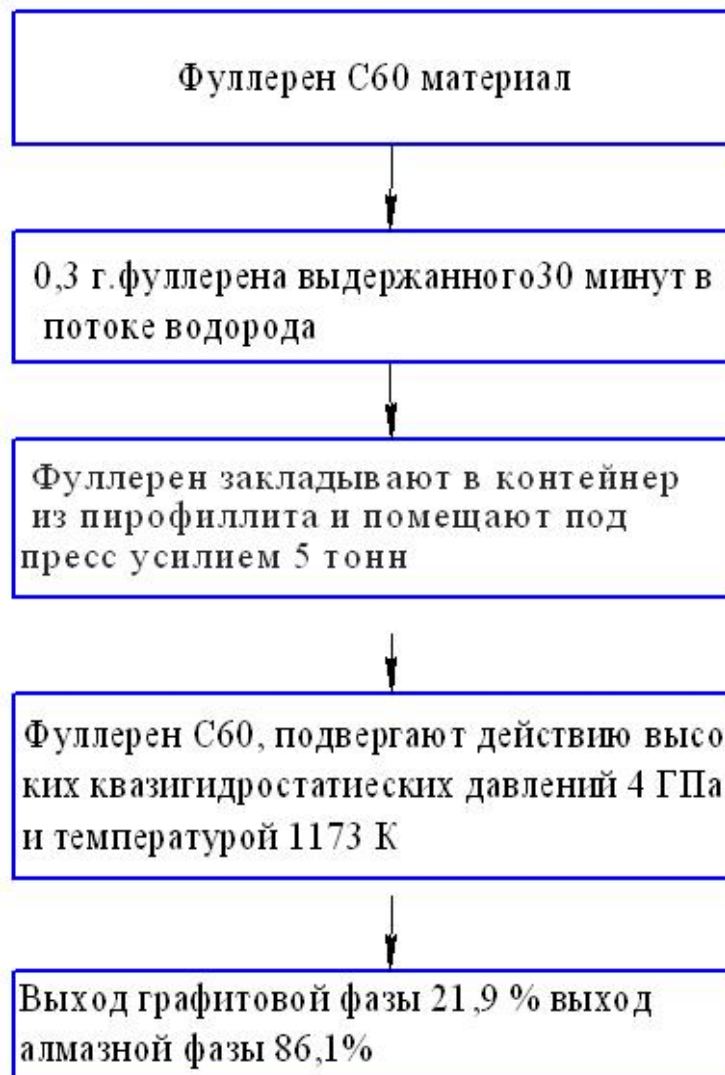 Фуллерен С60 материал
0,3 г.фуллерена выдержанного30 минут в
потоке водорода
Фуллерен закладывают в контейнер
из пирофиллита и помещают под
пресс усилием 5 тонн
Фуллерен С60, подвергают действию высо
ких квазигидростатиеских давлений 4 ГПа
и температурой 1173 К
Выход графитовой фазы 21,9 % выход
алмазной фазы 86,1%